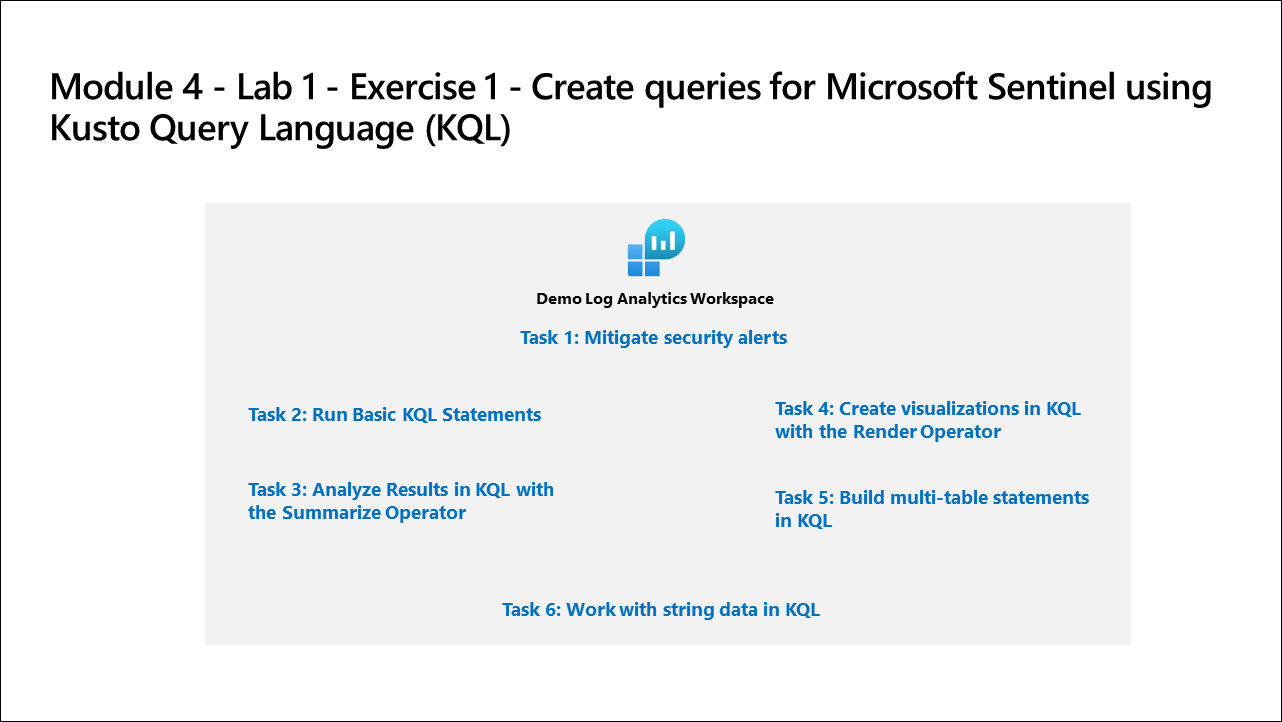 Module 4 - Lab 1 - Exercise 1 - Create queries for Microsoft Sentinel using
Kusto Query Language (KQL)
Demo Log Analytics Workspace
Task 1: Mitigate security alerts
Task 2: Run Basic KQL Statements
Task 3: Analyze Results in KQL with
the Summarize Operator
Task 4: Create visualizations in KQL
with the Render Operator
Task 5: Build multi-table statements
in KQL
Task 6: Work with string data in KQL